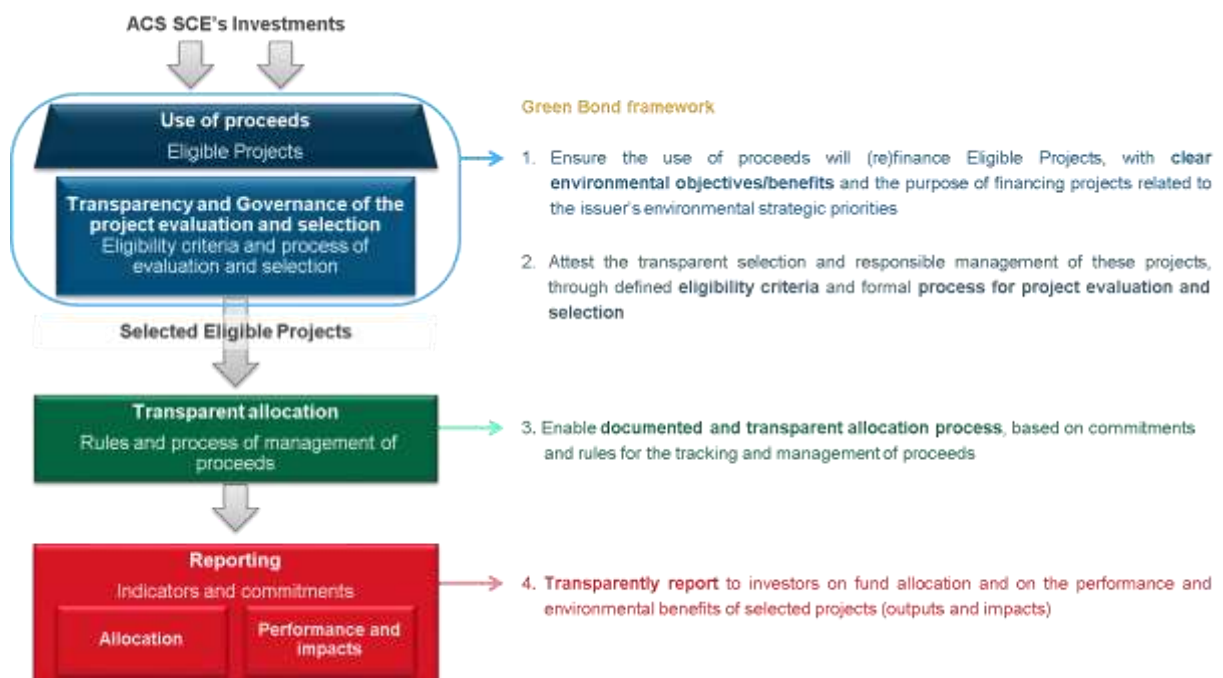 ACS SCE's Investments
Use of proceeds
Eligible Projects
Transparency and Governance of the
project evaluation and selection
Eligibility criteria and process of
evaluation and selection
Selected Eligible Projects
Transparent allocation
Rules and process of management of
proceeds
Reporting
Indicators and commitments
Allocation
Performance and
impacts
Green Bond framework
1. Ensure the use of proceeds will (re)finance Eligible Projects, with clear
environmental objectives/benefits and the purpose of financing projects related to
the issuer's environmental strategic priorities
2. Attest the transparent selection and responsible management of these projects,
through defined eligibility criteria and formal process for project evaluation and
selection
3. Enable documented and transparent allocation process, based on commitments
and rules for the tracking and management of proceeds
4. Transparently report to investors on fund allocation and on the performance and
environmental benefits of selected projects (outputs and impacts)